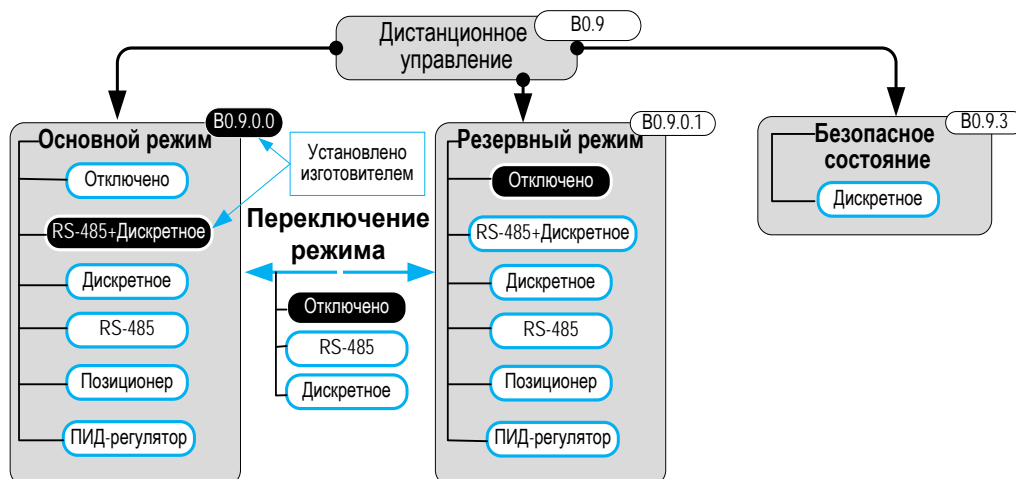 Дистанционное
управление
B0.9
Основной режим
B0.9.0.0
Отключено
RS-485+Дискретное
Дискретное
RS-485
Позиционер
ПИД-регулятор
Установлено
изготовителем
Переключение
режима
Отключено
RS-485
Дискретное
Резервный режим
B0.9.0.1
Отключено
RS-485+Дискретное
Дискретное
RS-485
Позиционер
ПИД-регулятор
Безопасное
состояние
B0.9.3
Дискретное